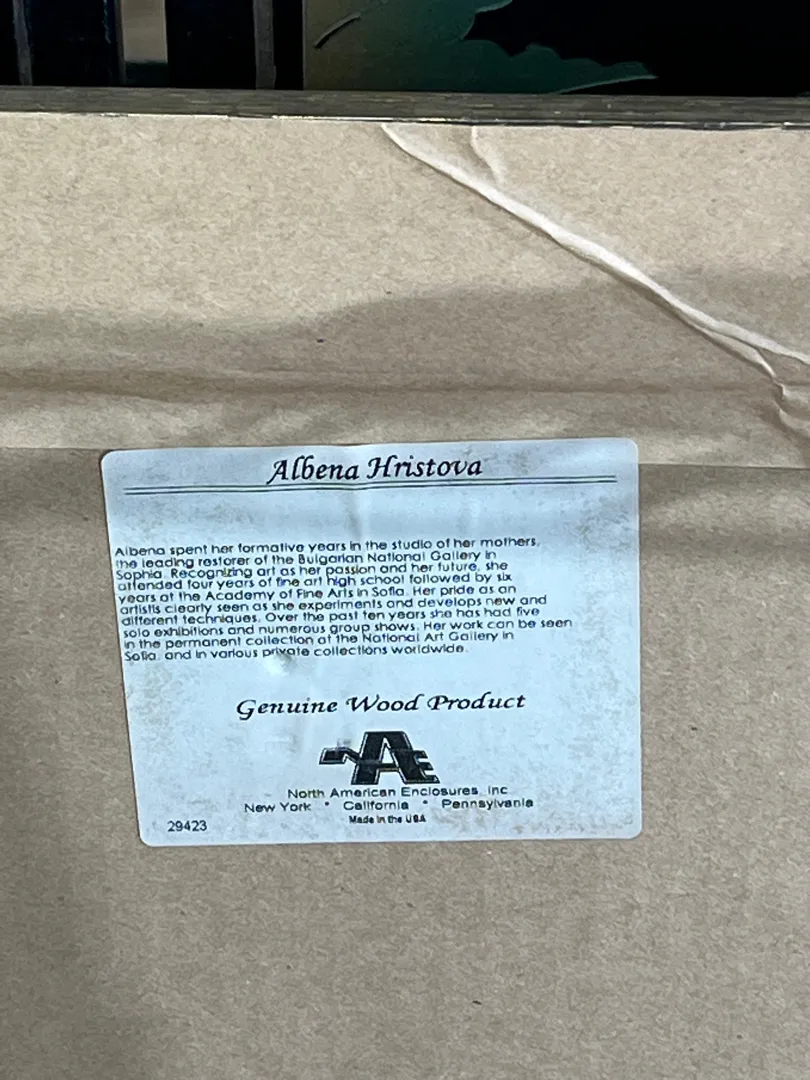 Albena Hristova
Albena spent her formative years in the studio of her mothers,
the leading restorer of the Bulgarian National Gallery in
Sophia. Recognizing art as her passion and her future, she
attended four years of fine art high school followed by six
years at the Academy of Fine Arts in Sofia. Her pride as an
artistis clearly seen as she experiments and develops new and
different techniques. Over the past ten years she has had five
solo exhibitions and numerous group shows. Her work can be seen
in the permanent collection of the National Art Gallery in
Sofia, and in various private collections worldwide.
Genuine Wood Product
NAE
North American Enclosures, Inc
New York * California * Pennsylvania
Made in the USA
29423